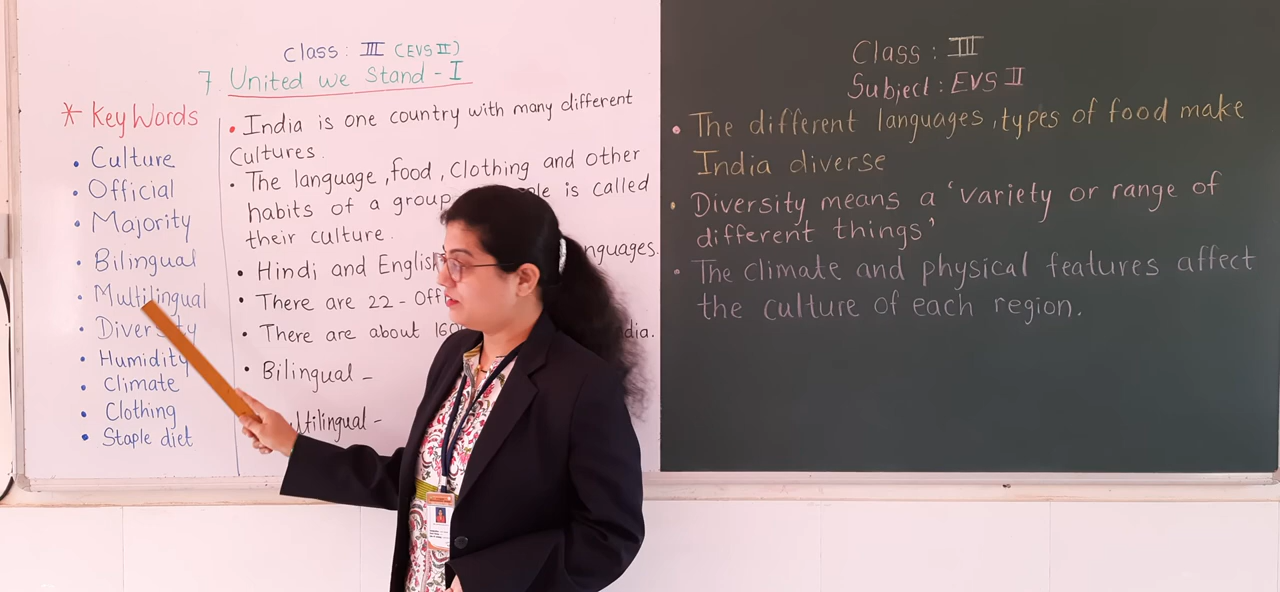 Class : III (EVS II)
7. United we Stand - I
* Key Words
• Culture
• Official
• Majority
• Bilingual
• Multilingual
• Diversity
• Humidity
• Climate
• Clothing
• Staple diet
• India is one country with many different
Cultures.
• The language, food, Clothing and other
habits of a is called
their culture.
• Hindi and English
• There are 22 -
• There are about
• Bilingual -
Class : III
Subject : EVS II
• The different languages, types of food make
India diverse
• Diversity means a 'variety or range of
different things'
• The climate and physical features affect
the culture of each region.